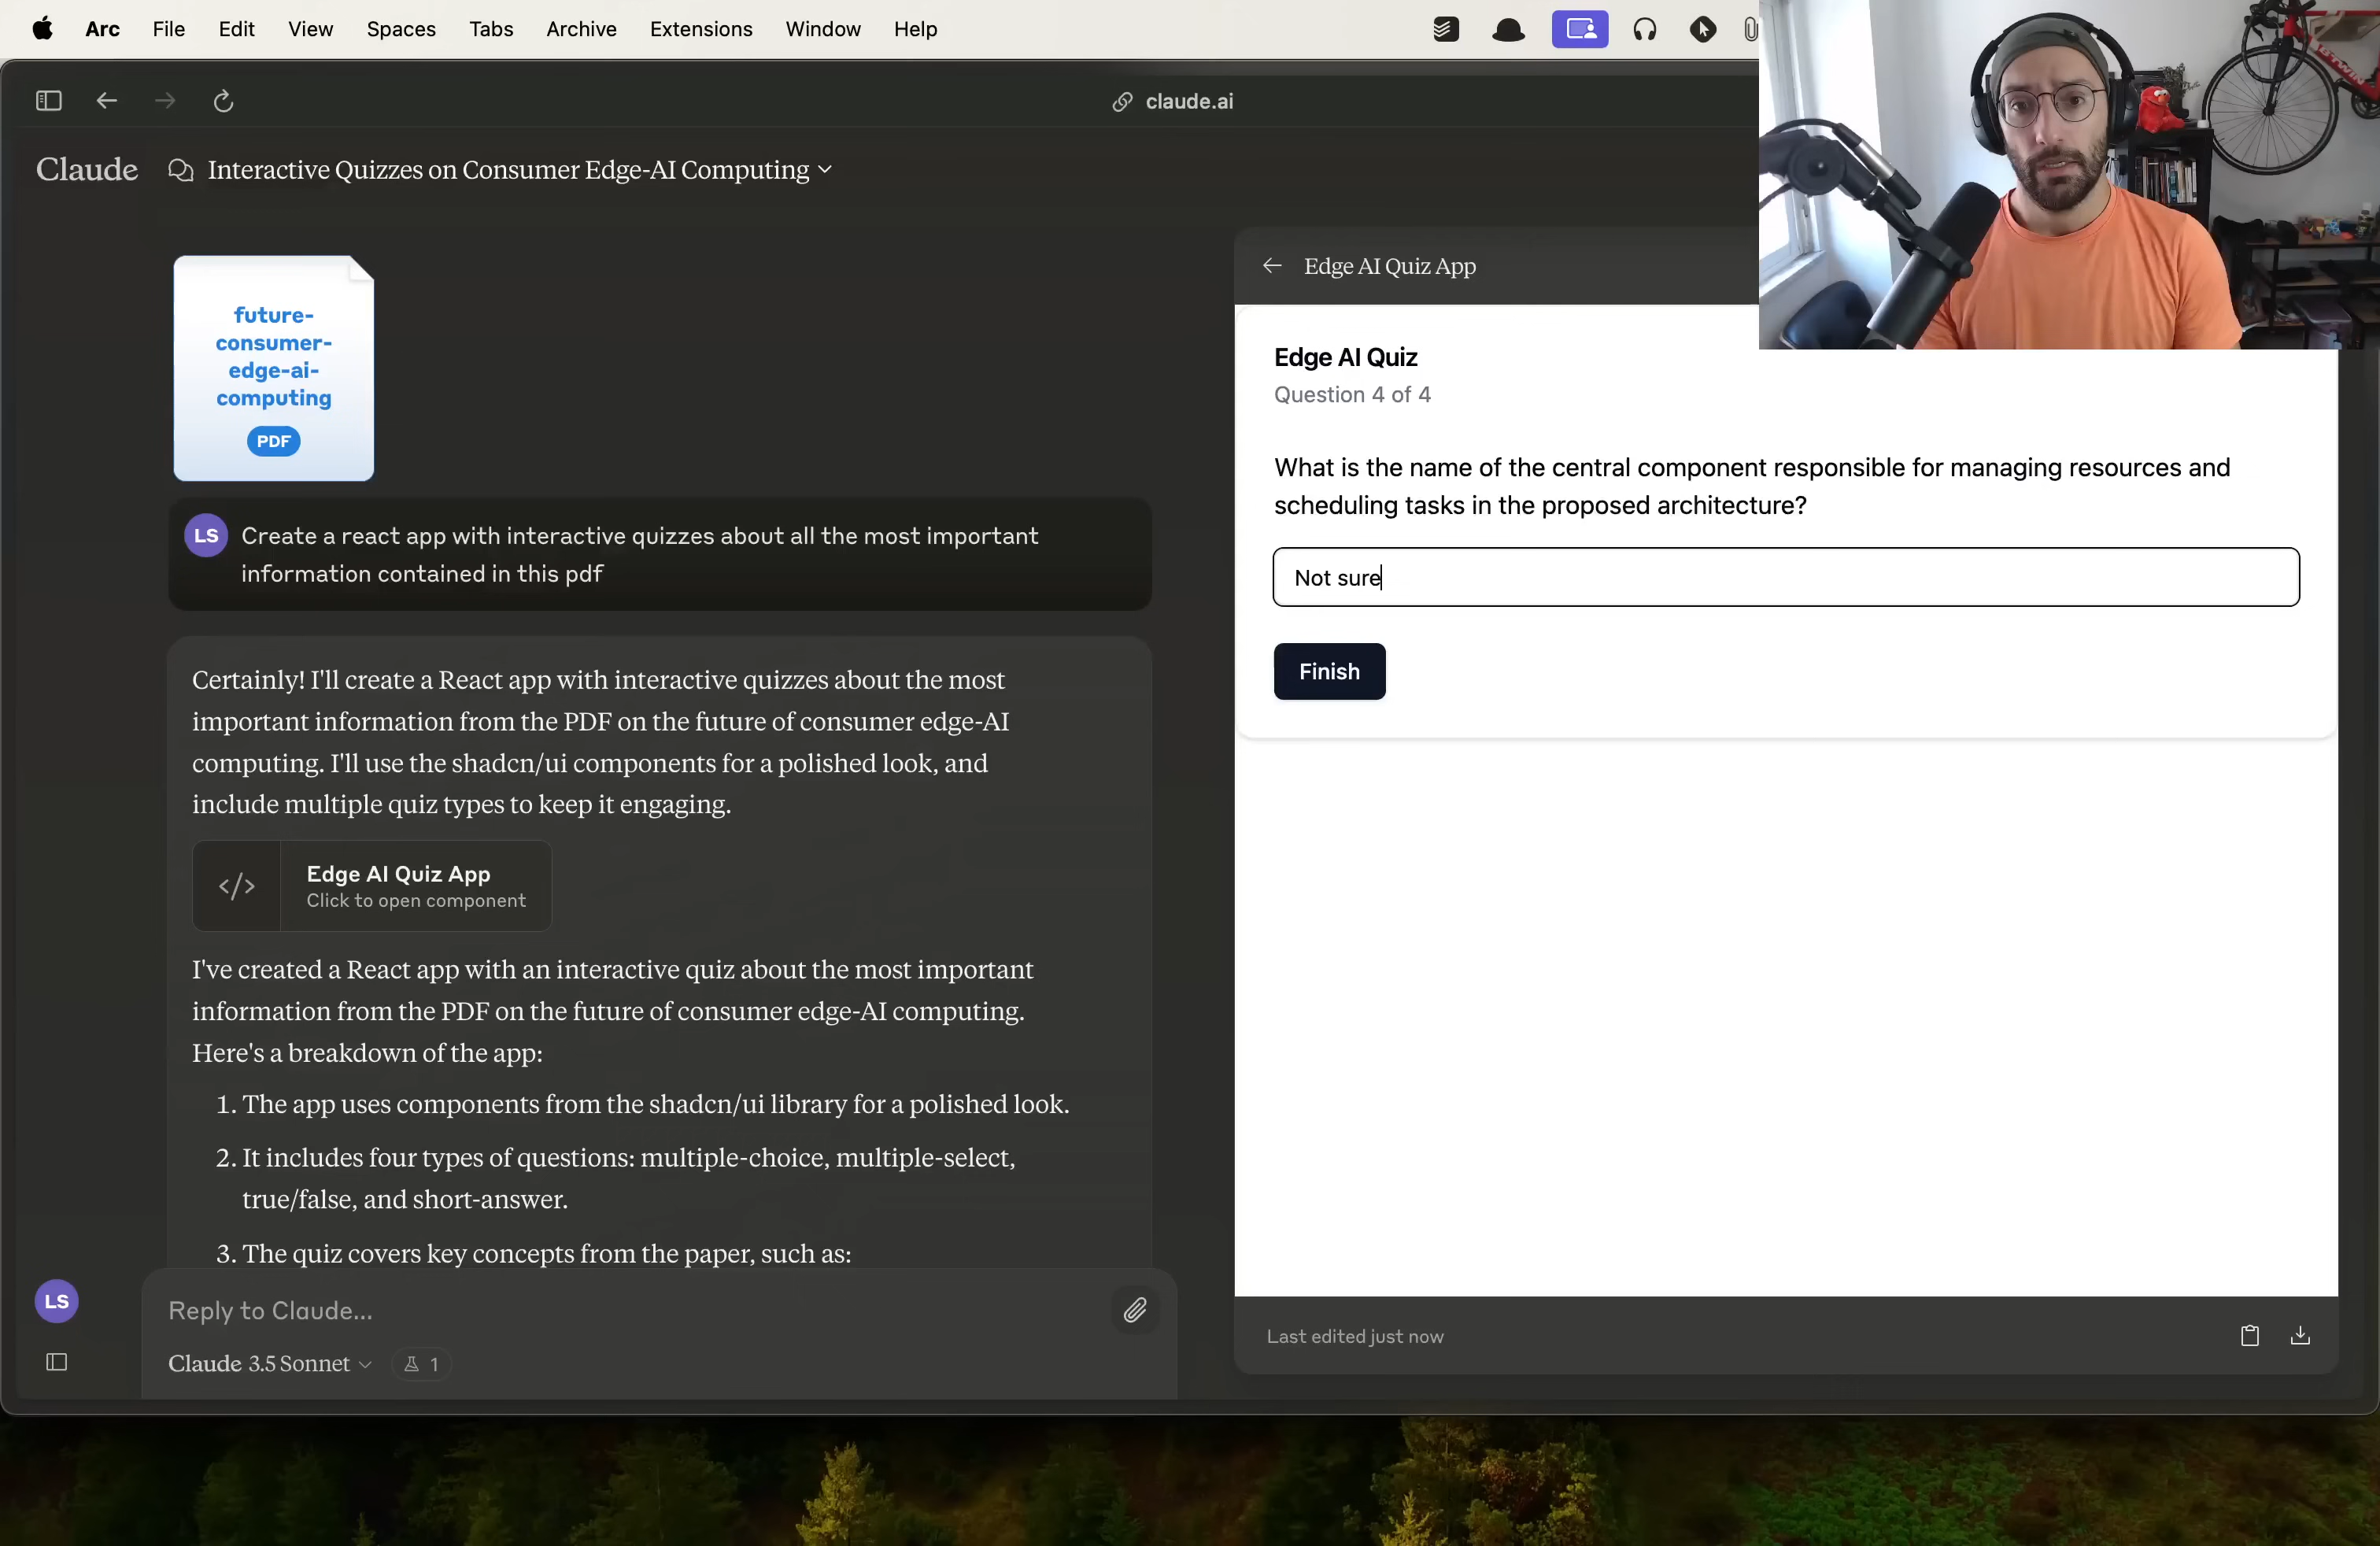 Arc File Edit View Spaces Tabs Archive Extensions Window Help
claude.ai
Claude Interactive Quizzes on Consumer Edge-AI Computing
future-
consumer-
edge-ai-
computing
PDF
LS Create a react app with interactive quizzes about all the most important
information contained in this pdf
Certainly! I'll create a React app with interactive quizzes about the most
important information from the PDF on the future of consumer edge-AI
computing. I'll use the shadcn/ui components for a polished look, and
include multiple quiz types to keep it engaging.
</> Edge AI Quiz App
Click to open component
I've created a React app with an interactive quiz about the most important
information from the PDF on the future of consumer edge-AI computing.
Here's a breakdown of the app:
1. The app uses components from the shadcn/ui library for a polished look.
2. It includes four types of questions: multiple-choice, multiple-select,
true/false, and short-answer.
3. The quiz covers key concepts from the paper, such as:
LS
Reply to Claude...
Claude 3.5 Sonnet 1
Edge AI Quiz App
Edge AI Quiz
Question 4 of 4
What is the name of the central component responsible for managing resources and
scheduling tasks in the proposed architecture?
Not sure
Finish
Last edited just now